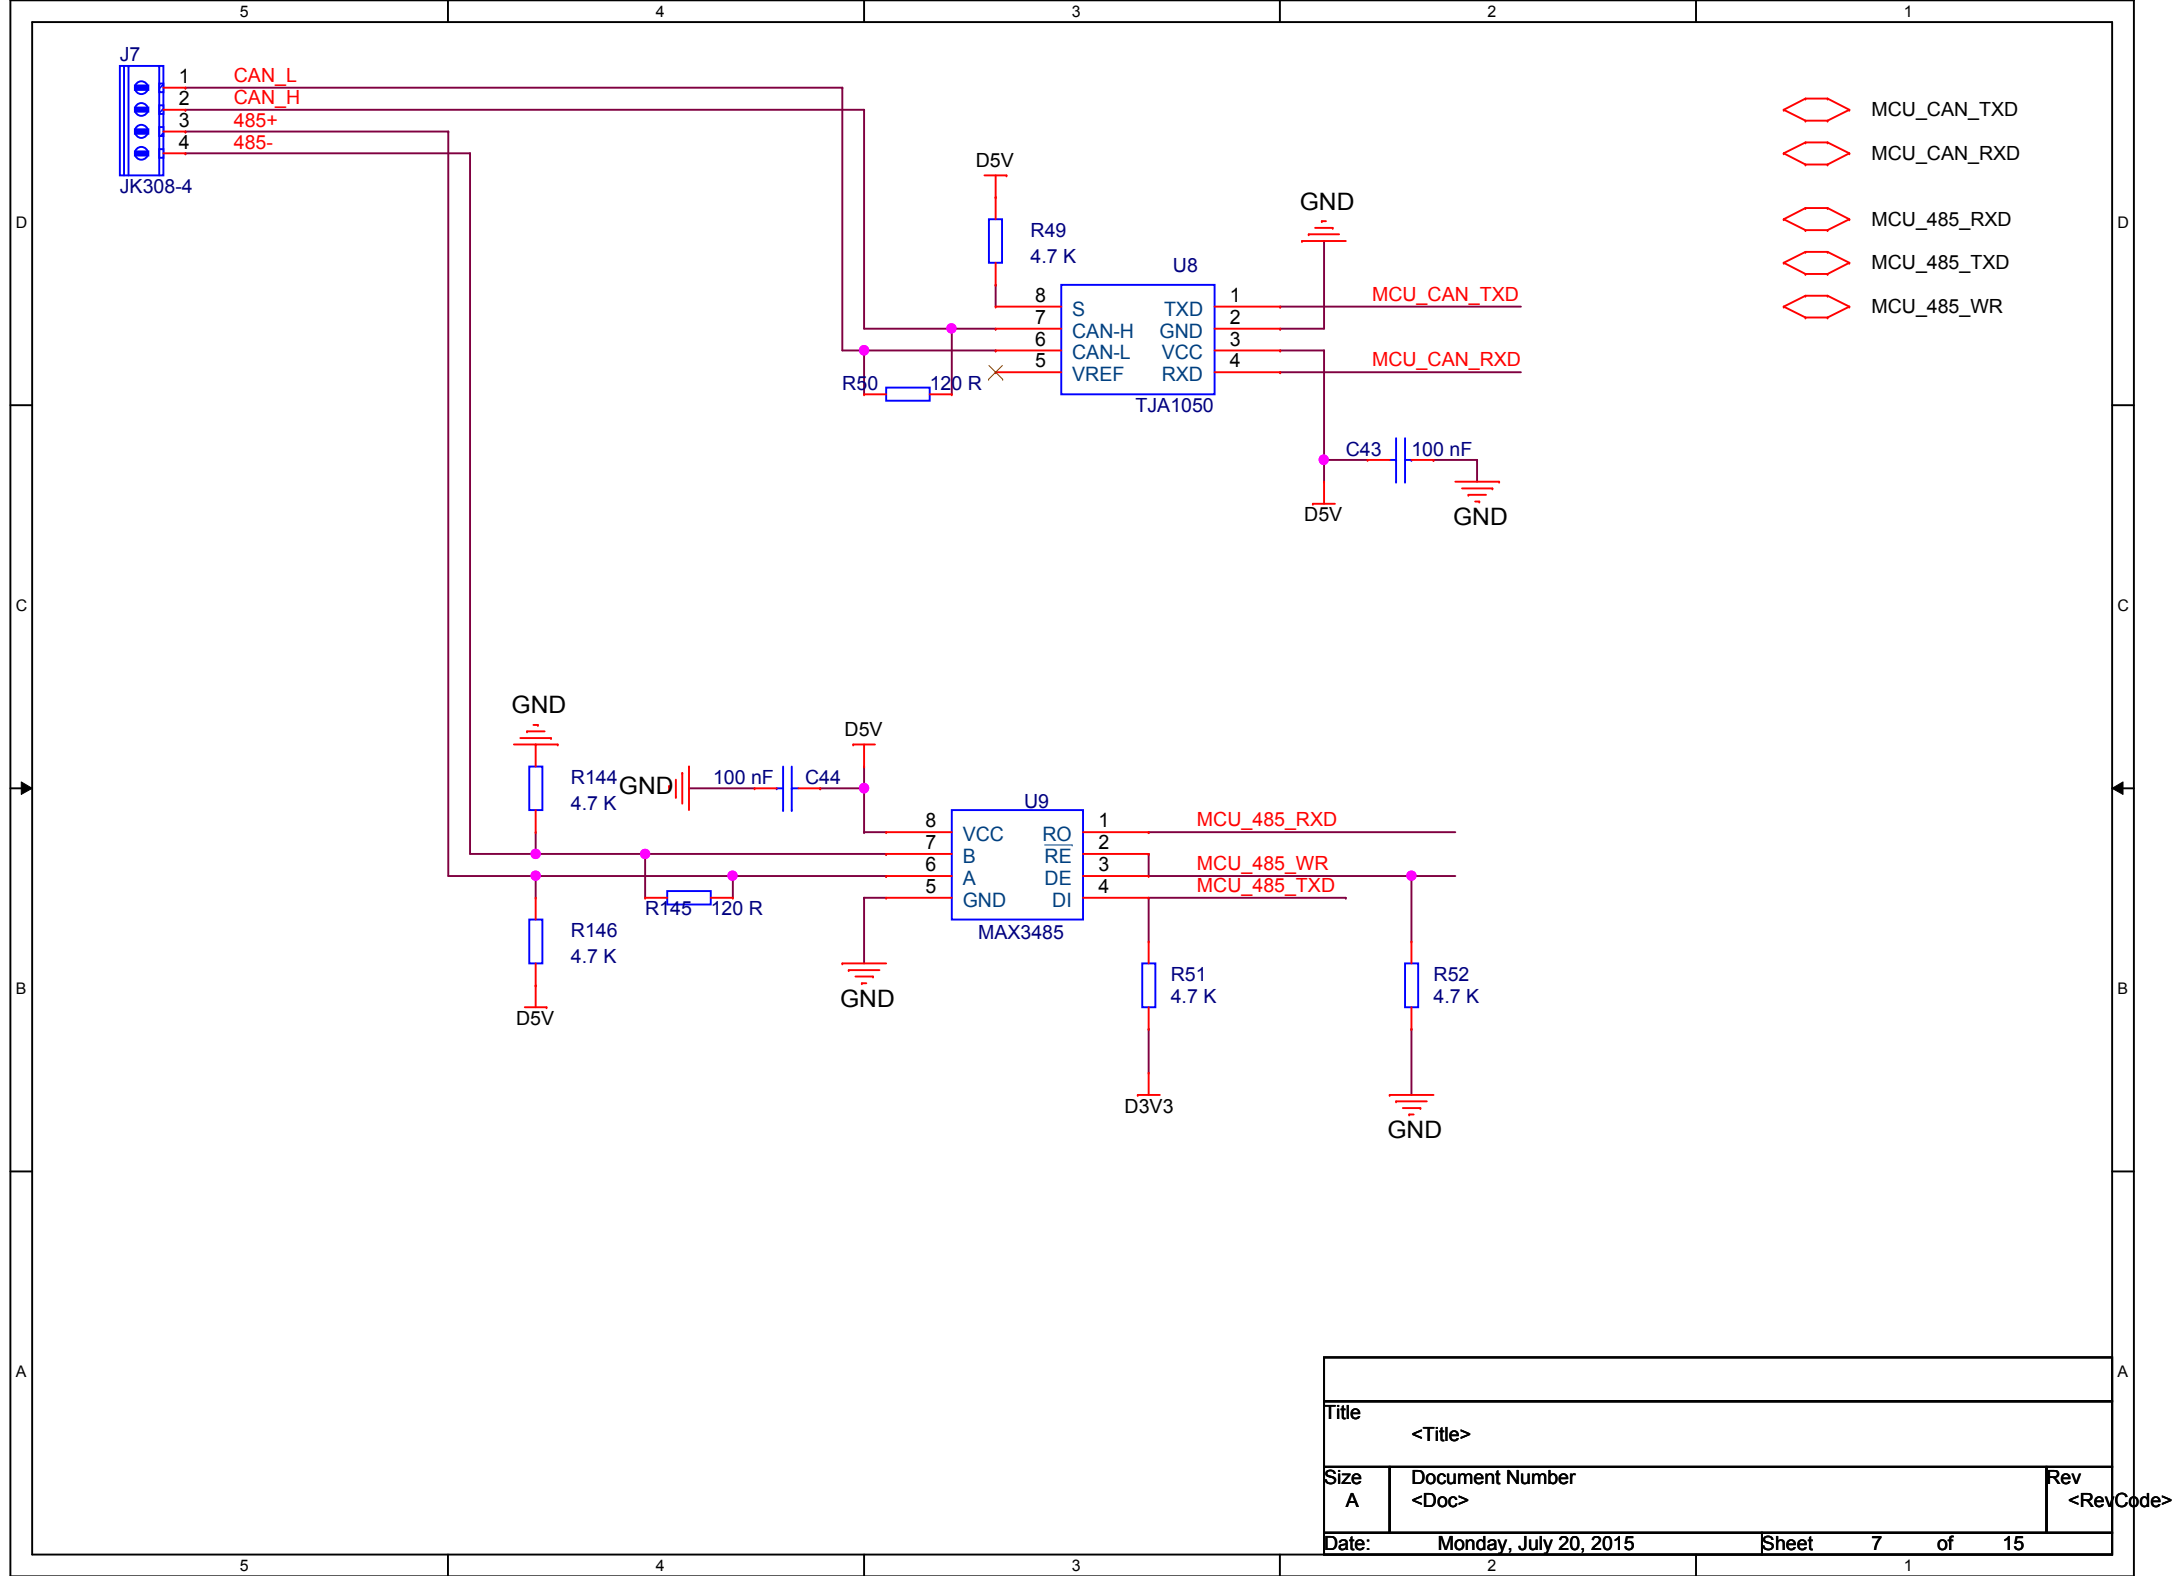 5 4 3 2 1
J7
1 CAN_L
2 CAN_H
3 485+
4 485-
JK308-4
MCU_CAN_TXD
MCU_CAN_RXD
MCU_485_RXD
MCU_485_TXD
MCU_485_WR
D D
D5V
R49
4.7 K
GND
U8
8 S TXD 1 MCU_CAN_TXD
7 CAN-H GND 2
6 CAN-L VCC 3
5 VREF RXD 4 MCU_CAN_RXD
R50 120 R
TJA1050
C43 100 nF
D5V
GND
C C
GND
R144
4.7 K
GND 100 nF C44
D5V
U9
8 VCC RO 1 MCU_485_RXD
7 B RE 2
6 A DE 3 MCU_485_WR
5 GND DI 4 MCU_485_TXD
R145 120 R
MAX3485
R146
4.7 K
D5V
GND
R51
4.7 K
D3V3
R52
4.7 K
GND
B B
A A
Title
<Title>
Size
A
Document Number
<Doc>
Rev
<RevCode>
Date: Monday, July 20, 2015 Sheet 7 of 15
5 4 3 2 1